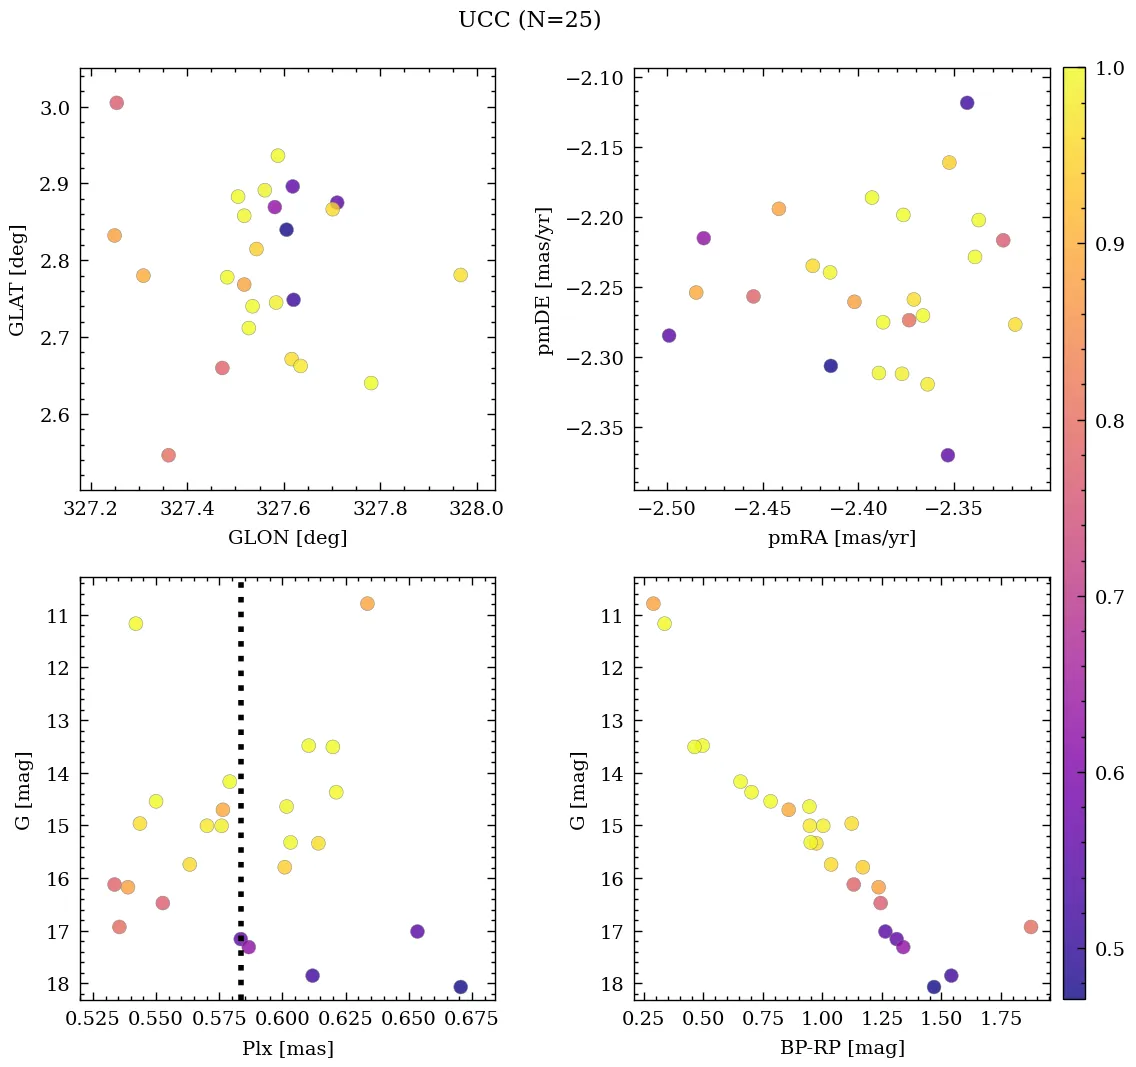 UCC (N=25)
3.0
2.9
2.8
2.7
2.6
GLAT [deg]
327.2 327.4 327.6 327.8 328.0
GLON [deg]
−2.10
−2.15
−2.20
−2.25
−2.30
−2.35
pmDE [mas/yr]
−2.50 −2.45 −2.40 −2.35
pmRA [mas/yr]
1.0
0.9
0.8
0.7
0.6
0.5
11
12
13
14
15
16
17
18
G [mag]
0.525 0.550 0.575 0.600 0.625 0.650 0.675
Plx [mas]
11
12
13
14
15
16
17
18
G [mag]
0.25 0.50 0.75 1.00 1.25 1.50 1.75
BP-RP [mag]